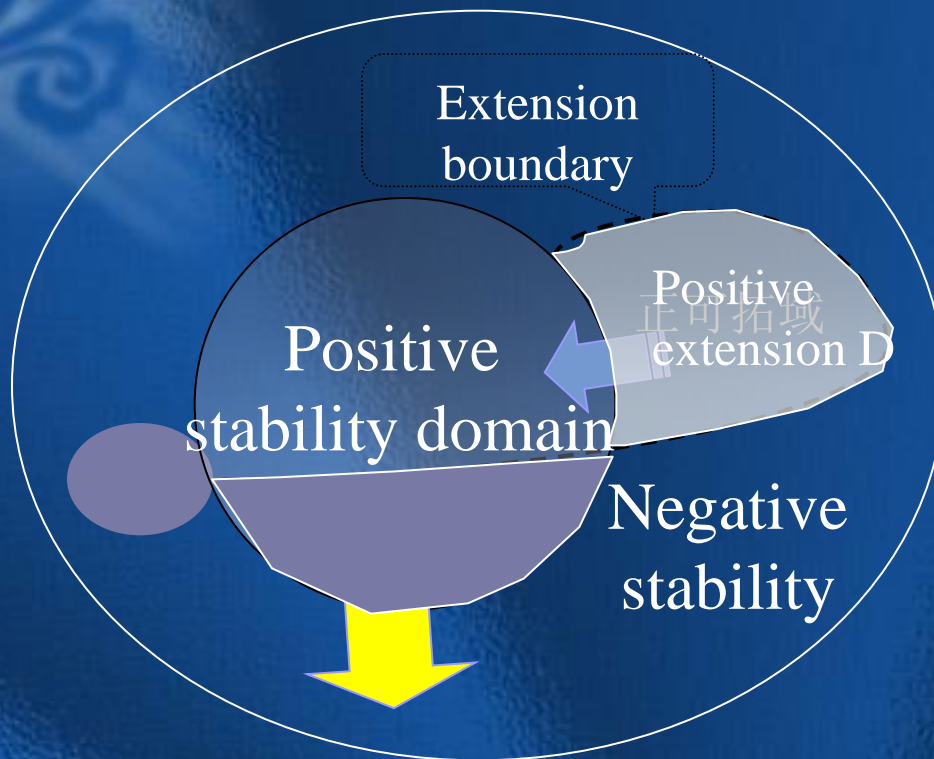 Extension
boundary
Positive
正可拓域
extension D
Positive
stability domain
Negative
stability